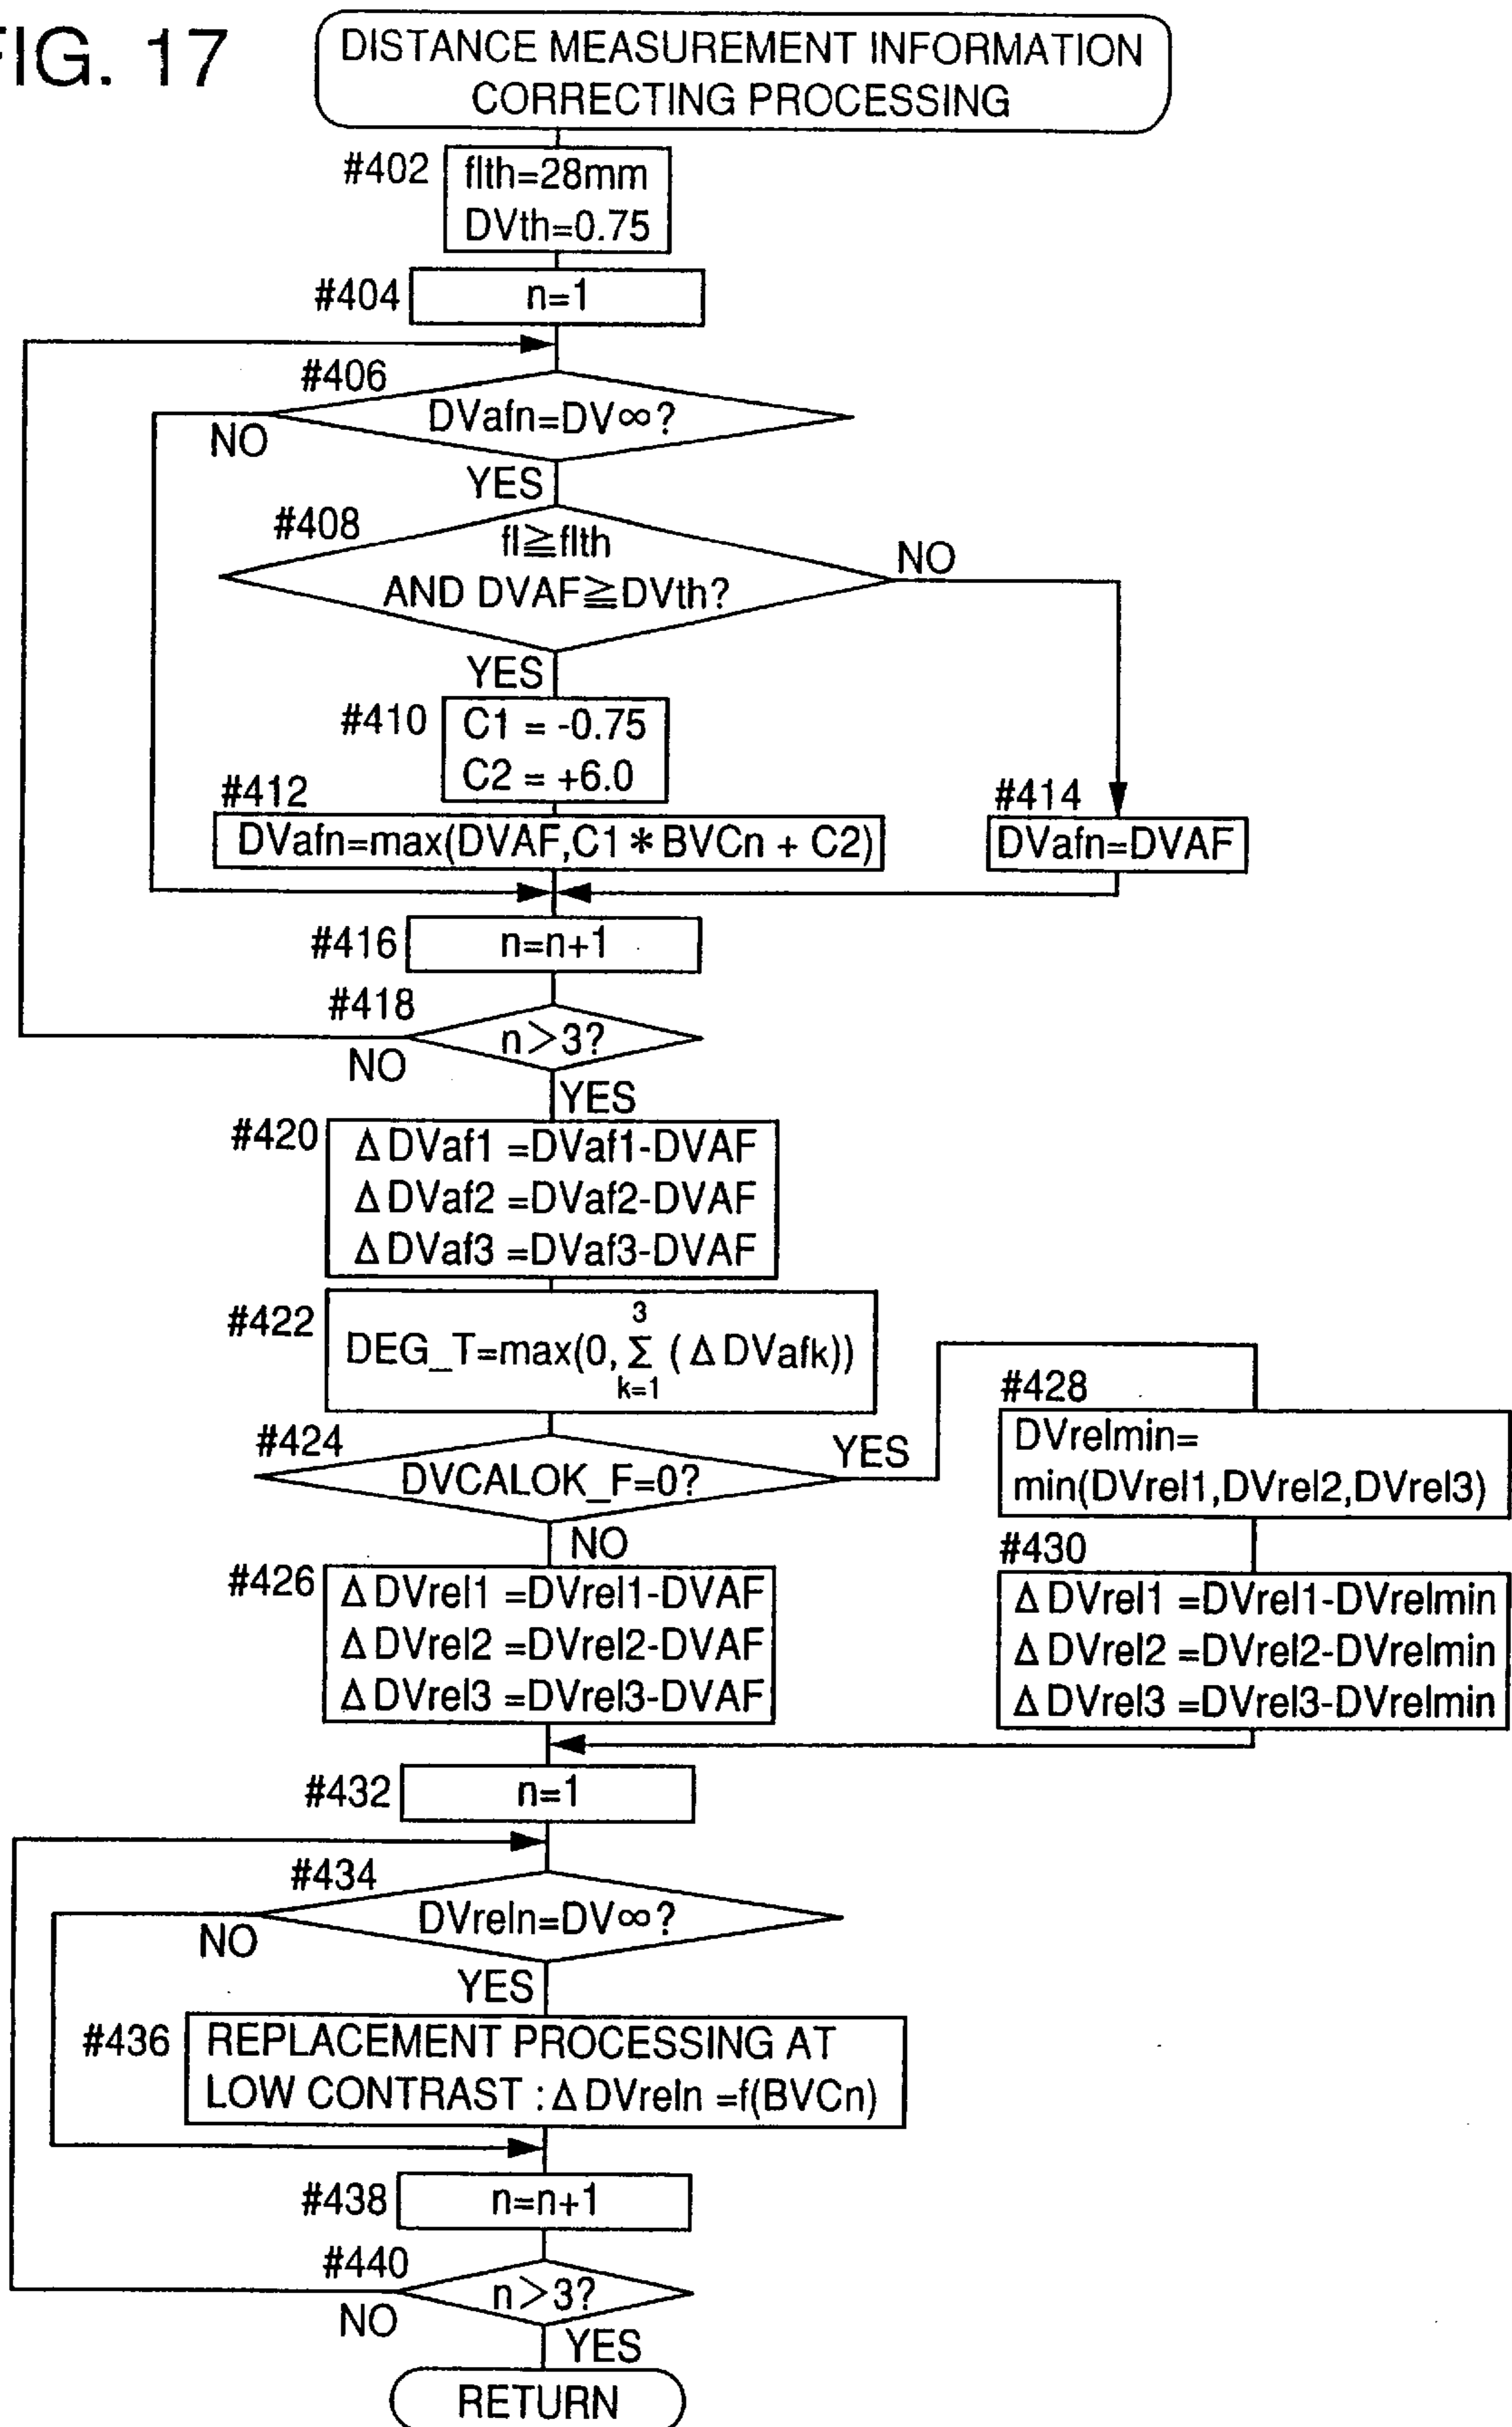 FIG. 17
DISTANCE MEASUREMENT INFORMATION
CORRECTING PROCESSING
#402
flth=28mm
DVth=0.75
#404
n=1
#406
DVafn=DV∞?
NO
YES
#408
fl≧flth
AND DVAF≧DVth?
NO
YES
#410
C1 = -0.75
C2 = +6.0
#412
DVafn=max(DVAF,C1＊BVCn + C2)
#414
DVafn=DVAF
#416
n=n+1
#418
n>3?
NO
YES
#420
ΔDVaf1 =DVaf1-DVAF
ΔDVaf2 =DVaf2-DVAF
ΔDVaf3 =DVaf3-DVAF
#422
3
DEG_T=max(0, Σ (ΔDVafk))
k=1
#424
DVCALOK_F=0?
YES
NO
#426
ΔDVrel1 =DVrel1-DVAF
ΔDVrel2 =DVrel2-DVAF
ΔDVrel3 =DVrel3-DVAF
#428
DVrelmin=
min(DVrel1,DVrel2,DVrel3)
#430
ΔDVrel1 =DVrel1-DVrelmin
ΔDVrel2 =DVrel2-DVrelmin
ΔDVrel3 =DVrel3-DVrelmin
#432
n=1
#434
DVreln=DV∞?
NO
YES
#436
REPLACEMENT PROCESSING AT
LOW CONTRAST :ΔDVreln =f(BVCn)
#438
n=n+1
#440
n>3?
NO
YES
RETURN